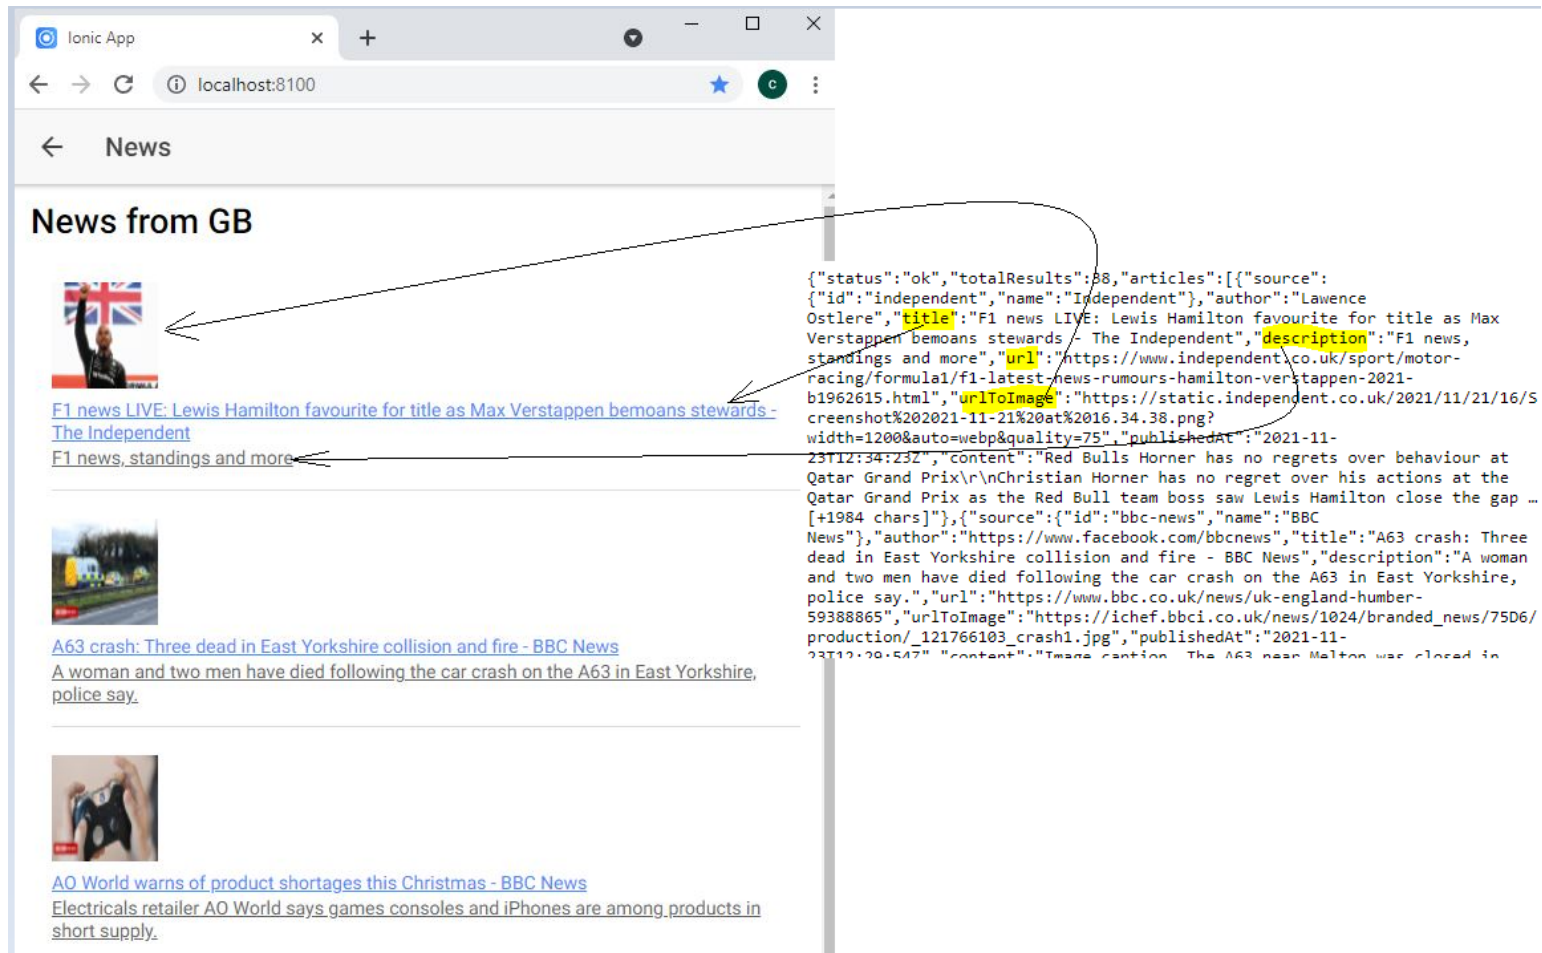 Ionic App
localhost:8100
C
News
News from GB
F1 news LIVE: Lewis Hamilton favourite for title as Max Verstappen bemoans stewards -
The Independent
F1 news, standings and more
A63 crash: Three dead in East Yorkshire collision and fire - BBC News
A woman and two men have died following the car crash on the A63 in East Yorkshire,
police say.
AO World warns of product shortages this Christmas - BBC News
Electricals retailer AO World says games consoles and iPhones are among products in
short supply.
{"status":"ok","totalResults":38,"articles":[{"source":
{"id":"independent","name":"Independent"},"author":"Lawence
Ostlere","title":"F1 news LIVE: Lewis Hamilton favourite for title as Max
Verstappen bemoans stewards - The Independent","description":"F1 news,
standings and more","url":"https://www.independent.co.uk/sport/motor-
racing/formula1/f1-latest-news-rumours-hamilton-verstappen-2021-
b1962615.html","urlToImage":"https://static.independent.co.uk/2021/11/21/16/S
creenshot%202021-11-21%20at%2016.34.38.png?
width=1200&auto=webp&quality=75","publishedAt":"2021-11-
23T12:34:23Z","content":"Red Bulls Horner has no regrets over behaviour at
Qatar Grand Prix\r\nChristian Horner has no regret over his actions at the
Qatar Grand Prix as the Red Bull team boss saw Lewis Hamilton close the gap …
[+1984 chars]"},{"source":{"id":"bbc-news","name":"BBC
News"},"author":"https://www.facebook.com/bbcnews","title":"A63 crash: Three
dead in East Yorkshire collision and fire - BBC News","description":"A woman
and two men have died following the car crash on the A63 in East Yorkshire,
police say.","url":"https://www.bbc.co.uk/news/uk-england-humber-
59388865","urlToImage":"https://ichef.bbci.co.uk/news/1024/branded_news/75D6/
production/_121766103_crash1.jpg","publishedAt":"2021-11-
23T12:29:54Z","content":"Image caption, The A63 near Melton was closed in